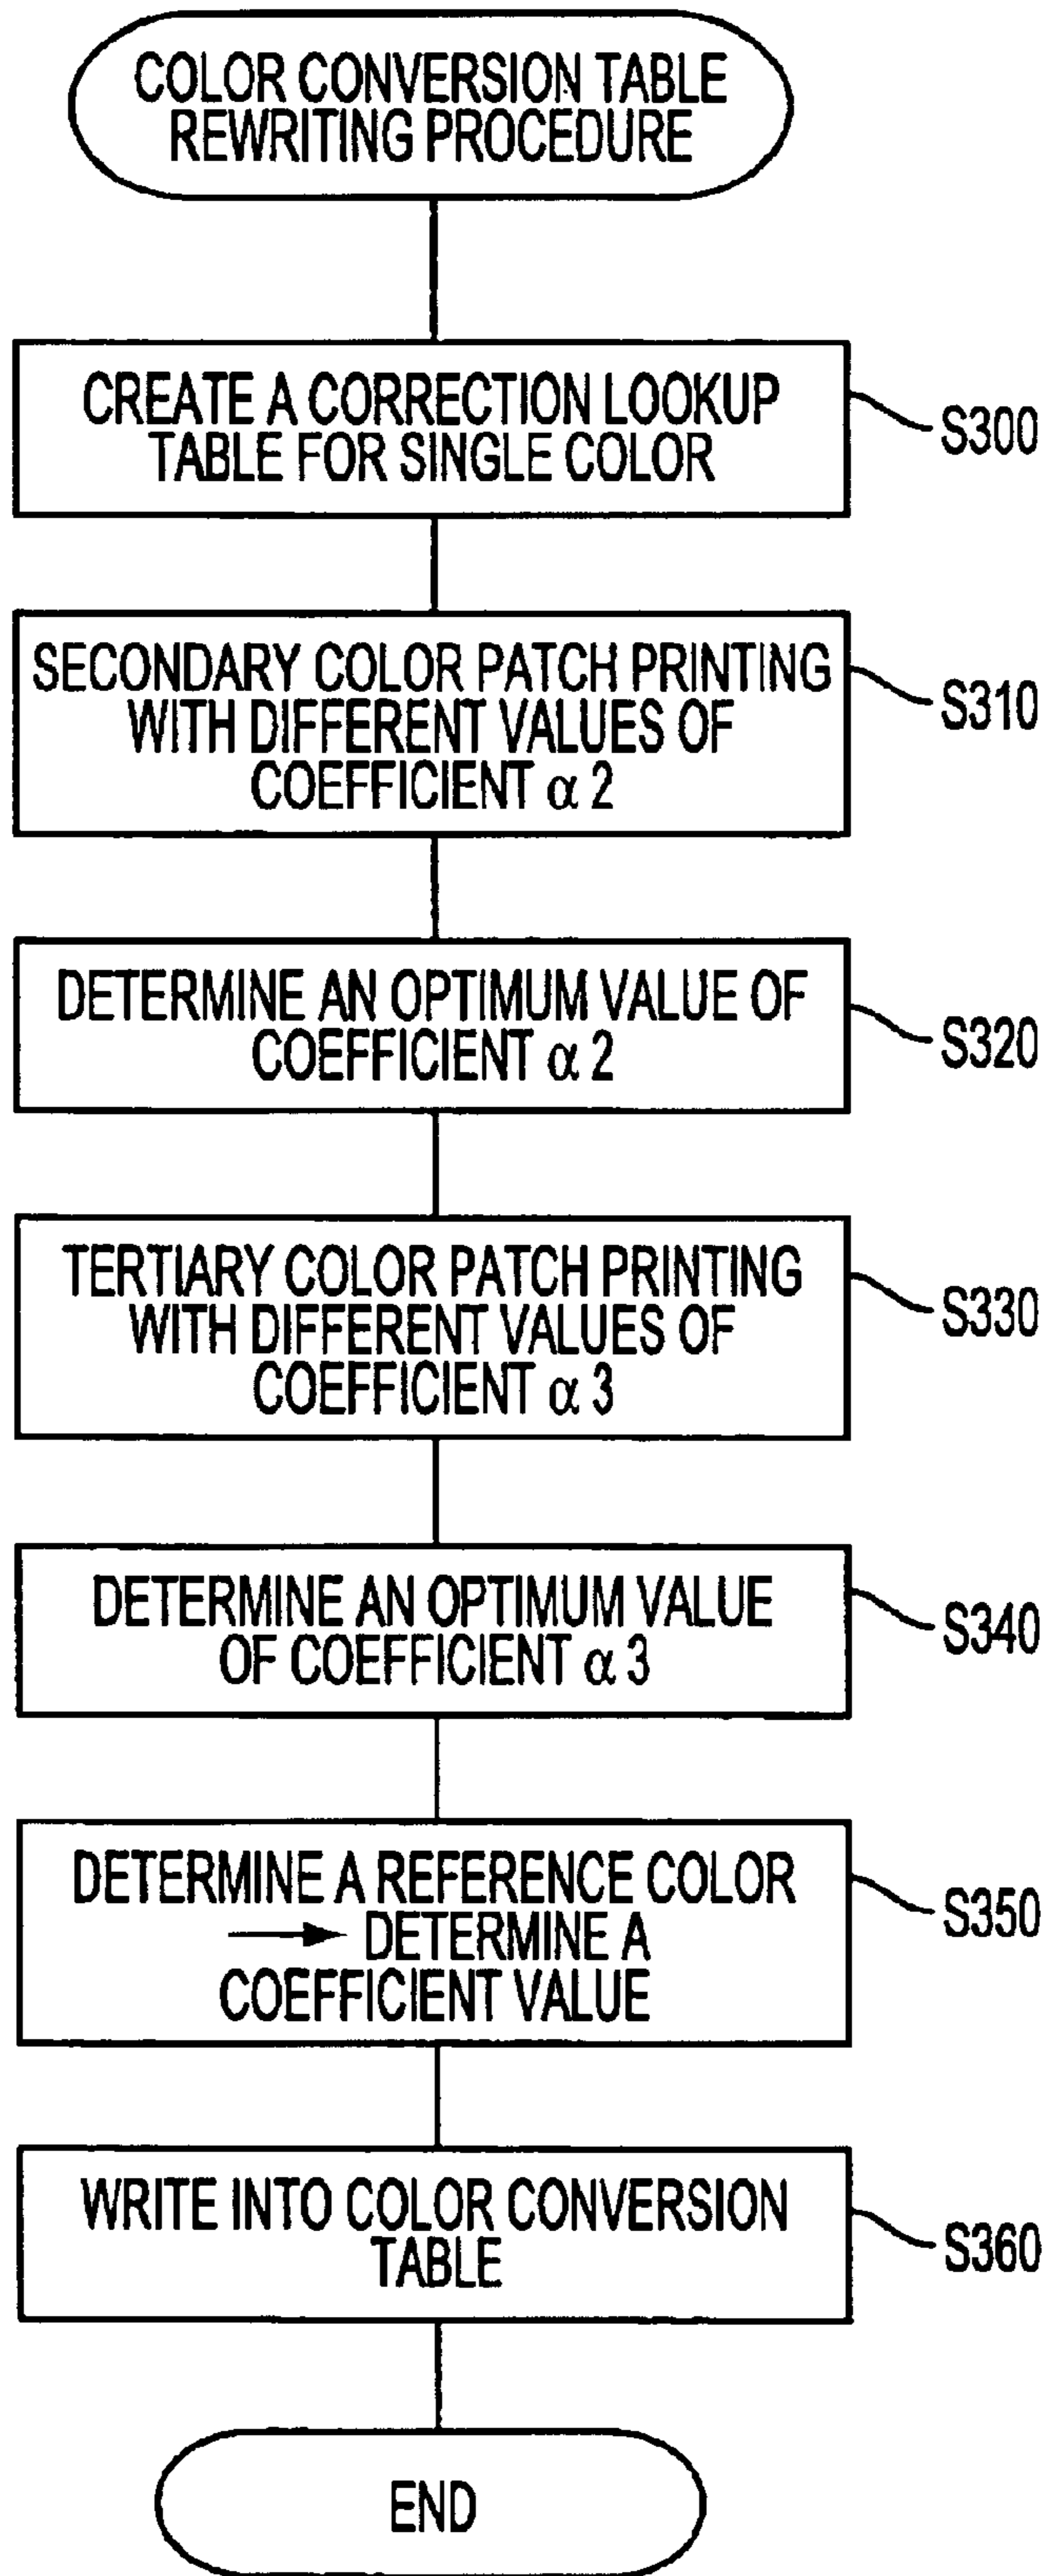 COLOR CONVERSION TABLE
REWRITING PROCEDURE
CREATE A CORRECTION LOOKUP
TABLE FOR SINGLE COLOR
S300
SECONDARY COLOR PATCH PRINTING
WITH DIFFERENT VALUES OF
COEFFICIENT α 2
S310
DETERMINE AN OPTIMUM VALUE OF
COEFFICIENT α 2
S320
TERTIARY COLOR PATCH PRINTING
WITH DIFFERENT VALUES OF
COEFFICIENT α 3
S330
DETERMINE AN OPTIMUM VALUE
OF COEFFICIENT α 3
S340
DETERMINE A REFERENCE COLOR
→ DETERMINE A
COEFFICIENT VALUE
S350
WRITE INTO COLOR CONVERSION
TABLE
S360
END